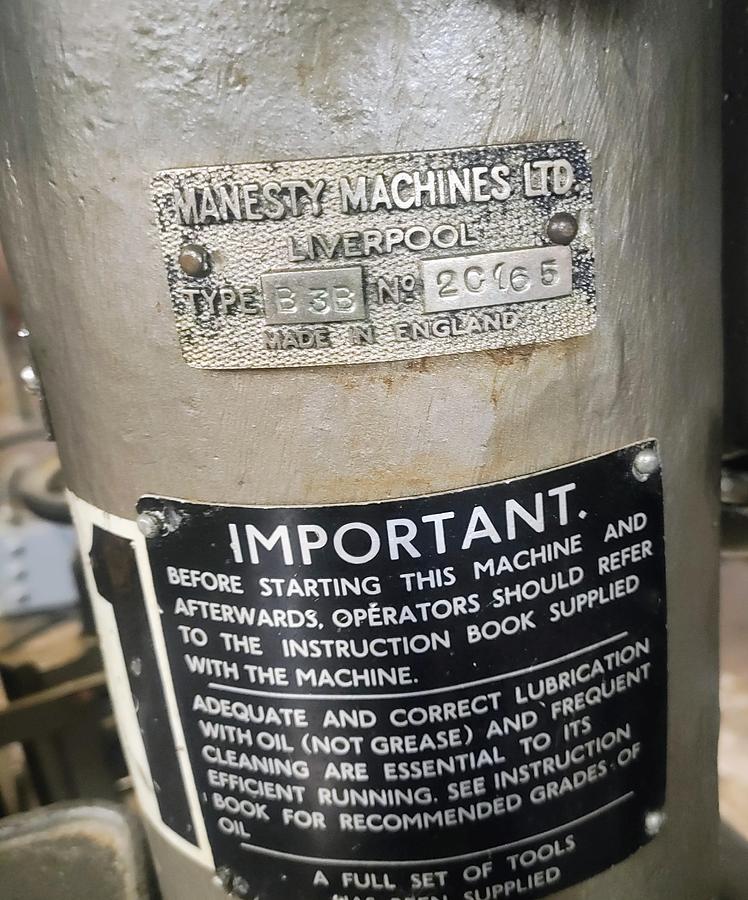 MANESTY MACHINES LTD.
LIVERPOOL
TYPE B 3B Nº 2C165
MADE IN ENGLAND
IMPORTANT.
BEFORE STARTING THIS MACHINE AND
AFTERWARDS, OPERATORS SHOULD REFER
TO THE INSTRUCTION BOOK SUPPLIED
WITH THE MACHINE.
ADEQUATE AND CORRECT LUBRICATION
WITH OIL (NOT GREASE) AND FREQUENT
CLEANING ARE ESSENTIAL TO ITS
EFFICIENT RUNNING. SEE INSTRUCTION
BOOK FOR RECOMMENDED GRADES OF
OIL
A FULL SET OF TOOLS
HAS BEEN SUPPLIED